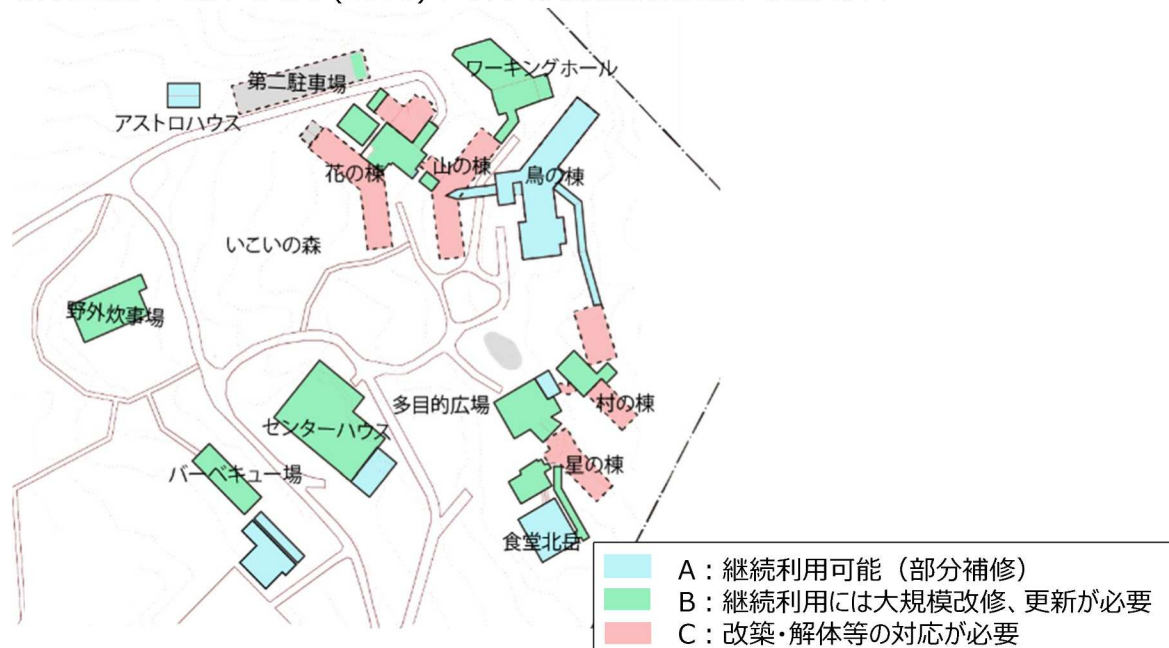 ワーキングホール
第二駐車場
アストロハウス
花の棟
山の棟
鳥の棟
いこいの森
野外炊事場
多目的広場
村の棟
センターハウス
バーベキュー場
星の棟
食堂北岳
A：継続利用可能（部分補修）
B：継続利用には大規模改修、更新が必要
C：改築・解体等の対応が必要